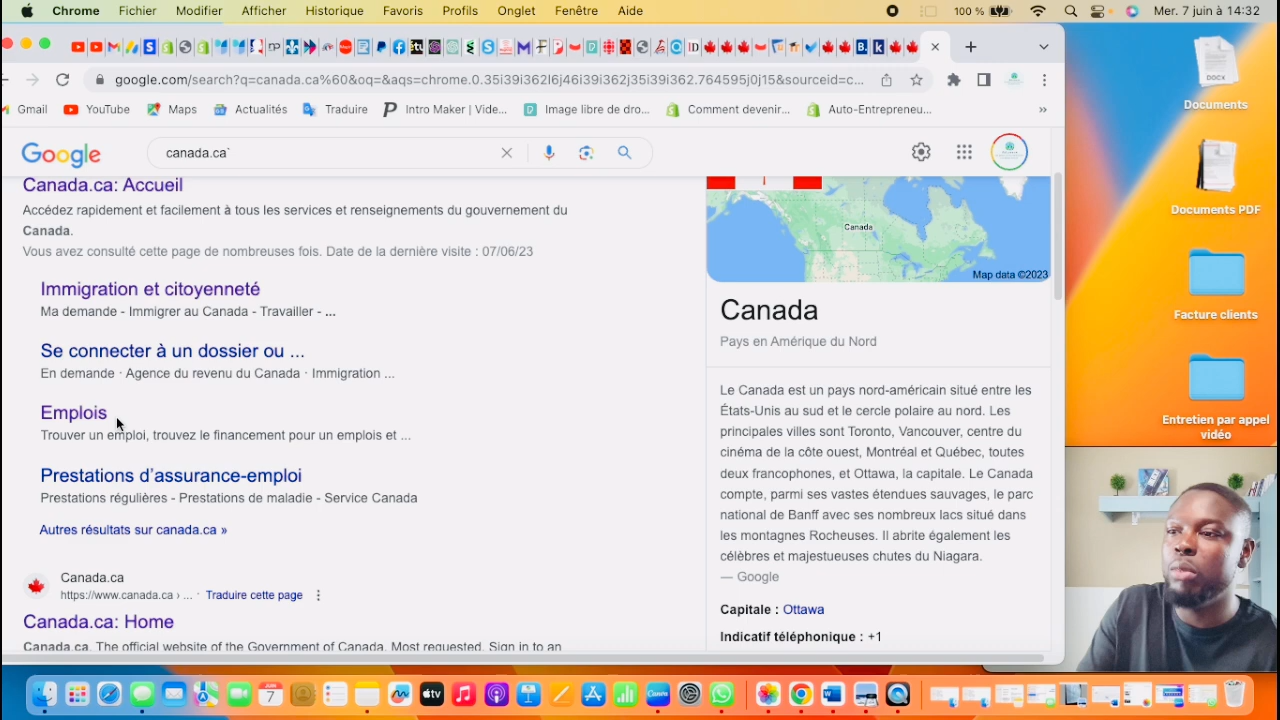 Chrome Fichier Modifier Afficher Historique Favoris Profils Onglet Fenêtre Aide 100 % Mer. 7 juin à 14:32
google.com/search?q=canada.ca%60&oq=&aqs=chrome.0.35i39i362l6j46i39i362j35i39i362.764595j0j15&sourceid=c...
Gmail YouTube Maps Actualités Traduire Intro Maker | Vide... Image libre de dro... Comment devenir... Auto-Entrepreneu... »
Google canada.ca`
Canada.ca: Accueil
Accédez rapidement et facilement à tous les services et renseignements du gouvernement du
Canada.
Vous avez consulté cette page de nombreuses fois. Date de la dernière visite : 07/06/23
Immigration et citoyenneté
Ma demande - Immigrer au Canada - Travailler - ...
Se connecter à un dossier ou ...
En demande · Agence du revenu du Canada · Immigration ...
Emplois
Trouver un emploi, trouvez le financement pour un emplois et ...
Prestations d'assurance-emploi
Prestations régulières - Prestations de maladie - Service Canada
Autres résultats sur canada.ca »
Canada.ca
https://www.canada.ca › ... · Traduire cette page
Canada.ca: Home
Canada.ca. The official website of the Government of Canada. Most requested. Sign in to an
Canada
Map data ©2023
Canada
Pays en Amérique du Nord
Le Canada est un pays nord-américain situé entre les
États-Unis au sud et le cercle polaire au nord. Les
principales villes sont Toronto, Vancouver, centre du
cinéma de la côte ouest, Montréal et Québec, toutes
deux francophones, et Ottawa, la capitale. Le Canada
compte, parmi ses vastes étendues sauvages, le parc
national de Banff avec ses nombreux lacs situé dans
les montagnes Rocheuses. Il abrite également les
célèbres et majestueuses chutes du Niagara.
— Google
Capitale : Ottawa
Indicatif téléphonique : +1
DOCX
Documents
Documents PDF
Facture clients
Entretien par appel
vidéo